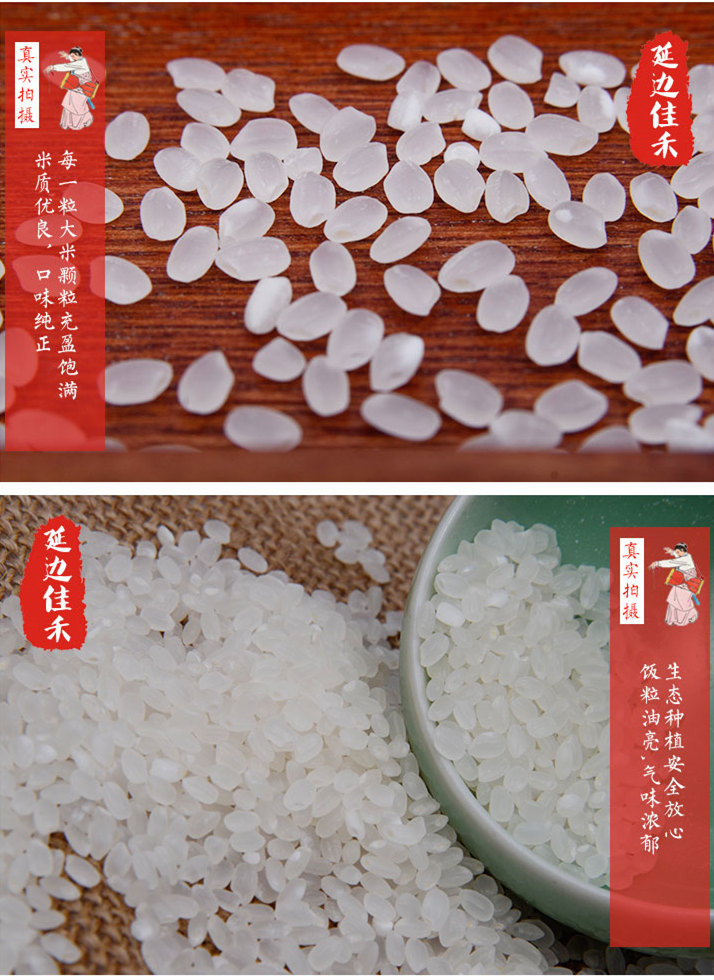 真实拍摄
每一粒大米颗粒充盈饱满
米质优良，口味纯正
延边佳禾
延边佳禾
真实拍摄
生态种植安全放心
饭粒油亮，气味浓郁